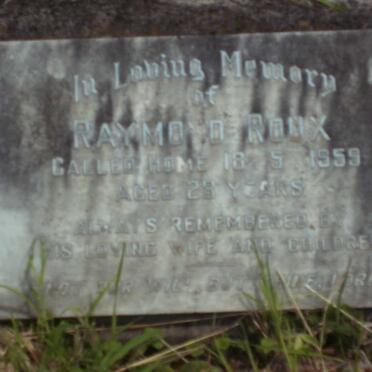 In Loving Memory
of
RAYMOND ROUX
CALLED HOME 18 · 5 · 1959
AGED 29 YEARS
ALWAYS REMEMBERED BY
HIS LOVING WIFE AND CHILDREN